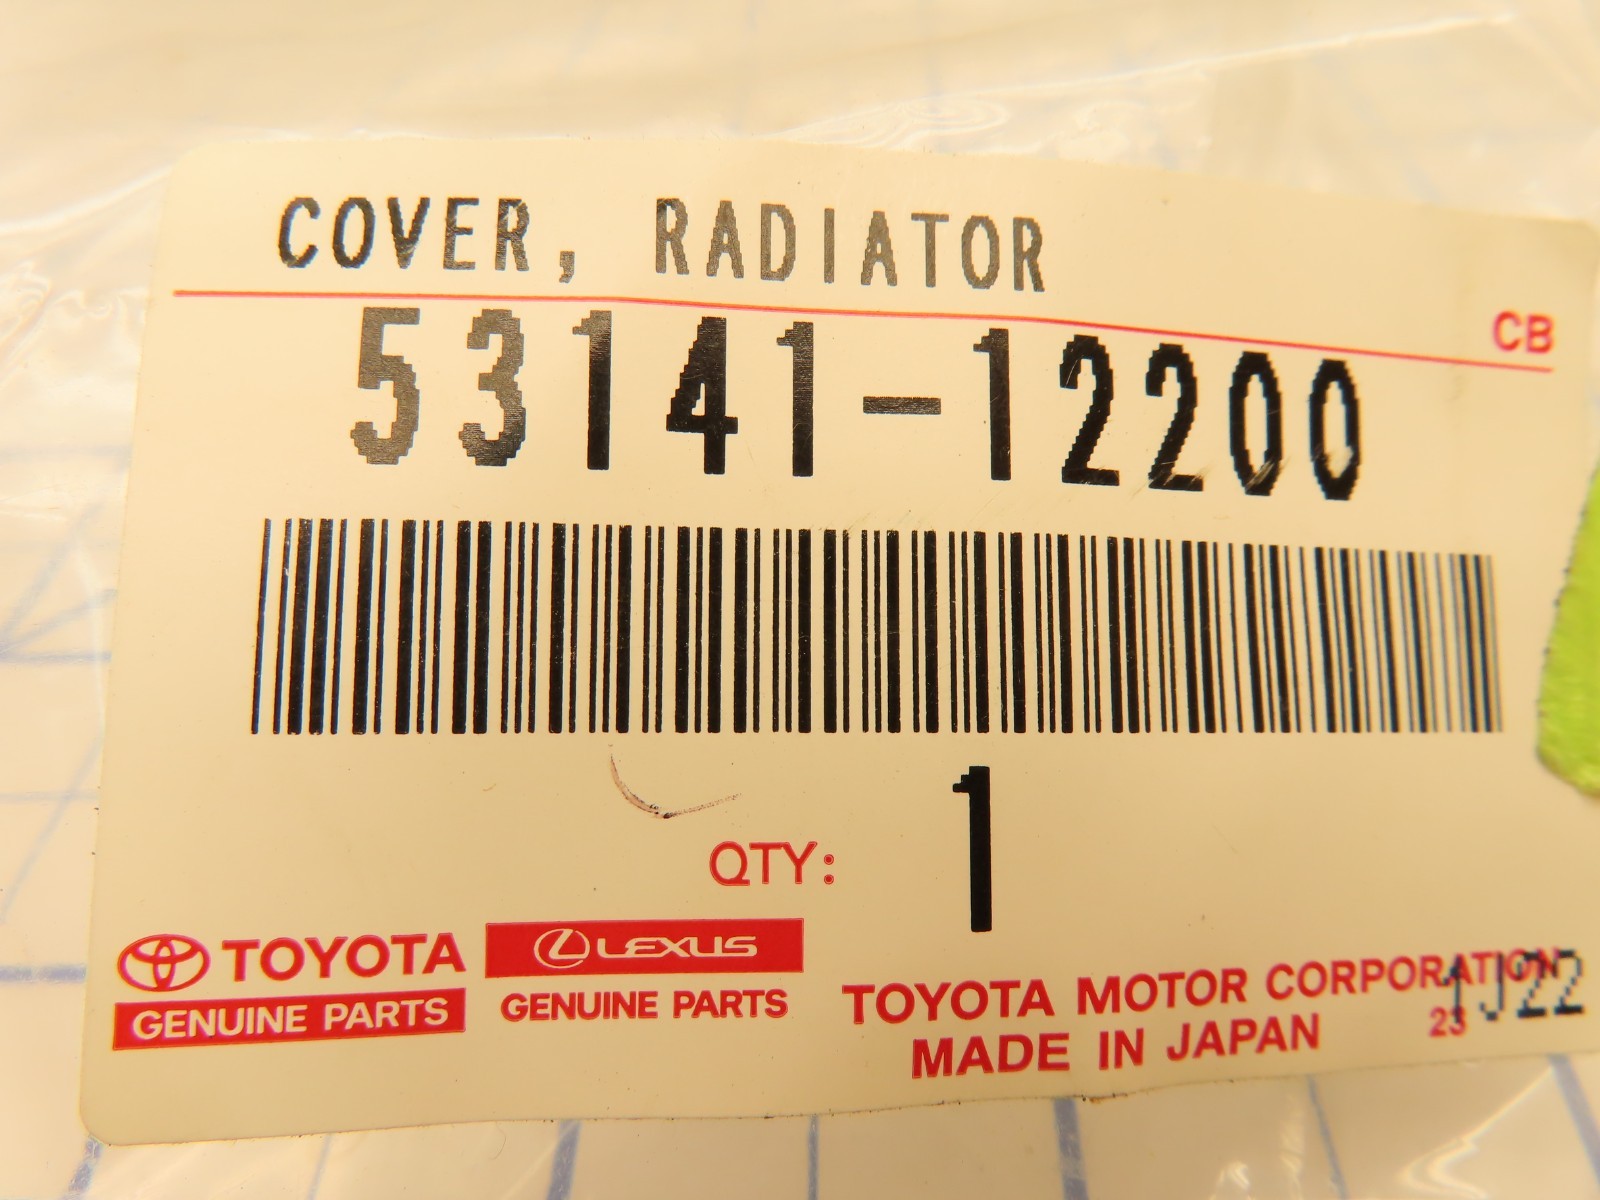 COVER, RADIATOR
CB
53141-12200
QTY: 1
TOYOTA
GENUINE PARTS
LEXUS
GENUINE PARTS
TOYOTA MOTOR CORPORATION
MADE IN JAPAN
23
1J22